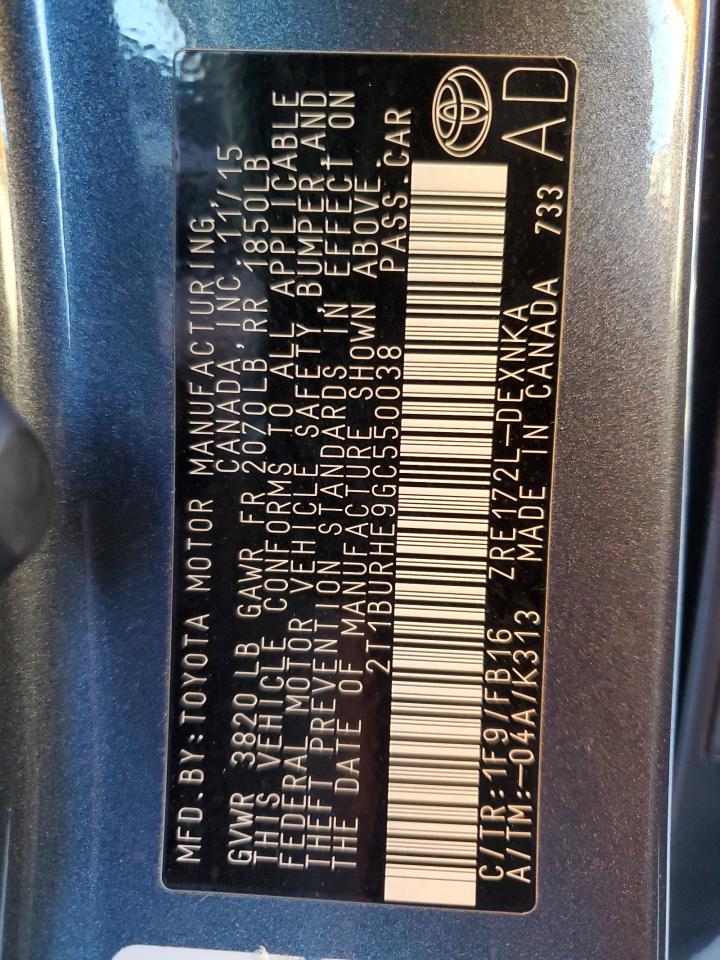 MFD.BY:TOYOTA MOTOR MANUFACTURING,
CANADA,INC. 11/15
GVWR 3820 LB GAWR FR 2070LB,RR 1850LB
THIS VEHICLE CONFORMS TO ALL APPLICABLE
FEDERAL MOTOR VEHICLE SAFETY,BUMPER,AND
THEFT PREVENTION STANDARDS IN EFFECT ON
THE DATE OF MANUFACTURE SHOWN ABOVE.
2T1BURHE9GC550038 PASS.CAR
C/TR:1F9/FB16 ZRE172L-DEXNKA
A/TM:-04A/K313 MADE IN CANADA 733
AD